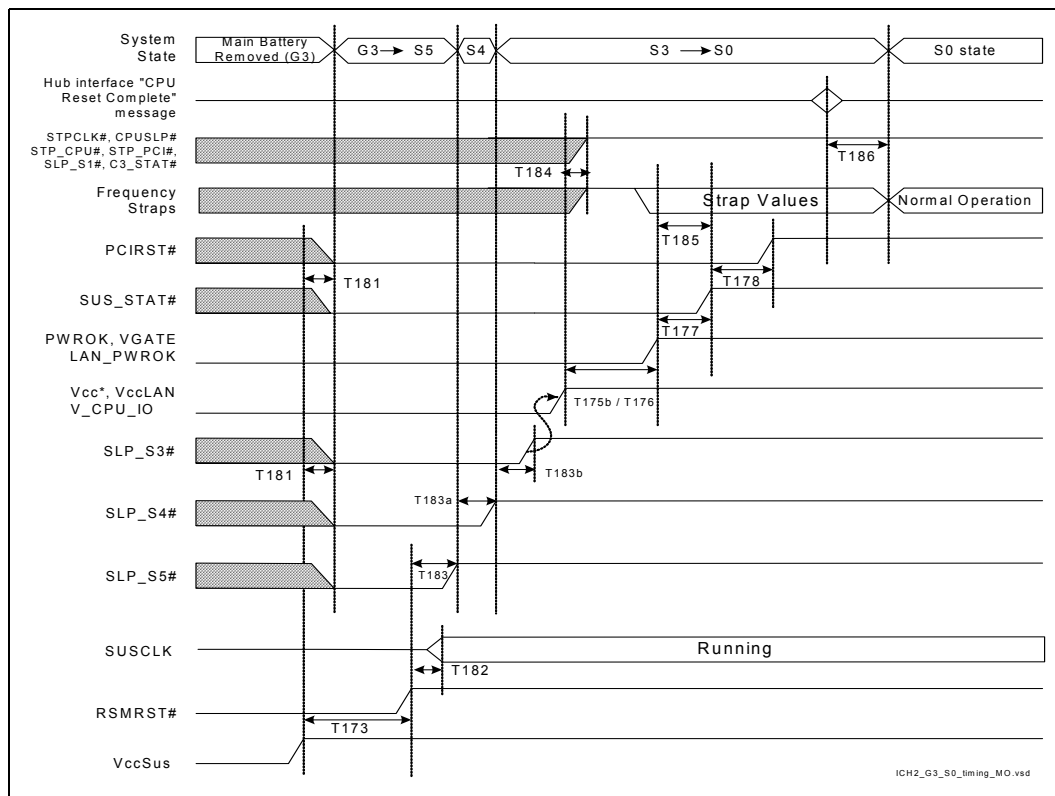 System
State
Main Battery
Removed (G3)
G3 → S5
S4
S3 → S0
S0 state
Hub interface "CPU
Reset Complete"
message
STPCLK#, CPUSLP#
STP_CPU#, STP_PCI#,
SLP_S1#, C3_STAT#
T184
T186
Frequency
Straps
Strap Values
Normal Operation
T185
PCIRST#
T181
T178
SUS_STAT#
T177
PWROK, VGATE
LAN_PWROK
Vcc*, VccLAN
V_CPU_IO
T175b / T176
SLP_S3#
T181
T183b
T183a
SLP_S4#
SLP_S5#
T183
SUSCLK
Running
T182
RSMRST#
T173
VccSus
ICH2_G3_S0_timing_MO.vsd